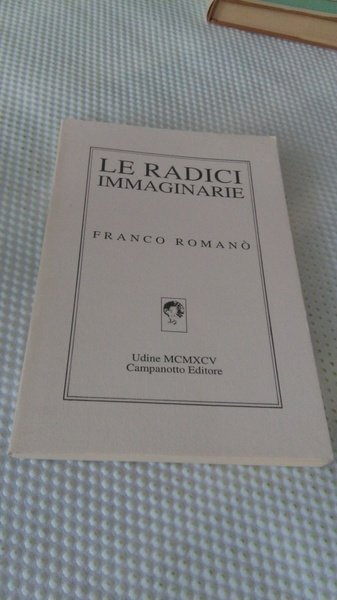 LE RADICI
IMMAGINARIE
FRANCO ROMANÒ
Udine MCMXCV
Campanotto Editore